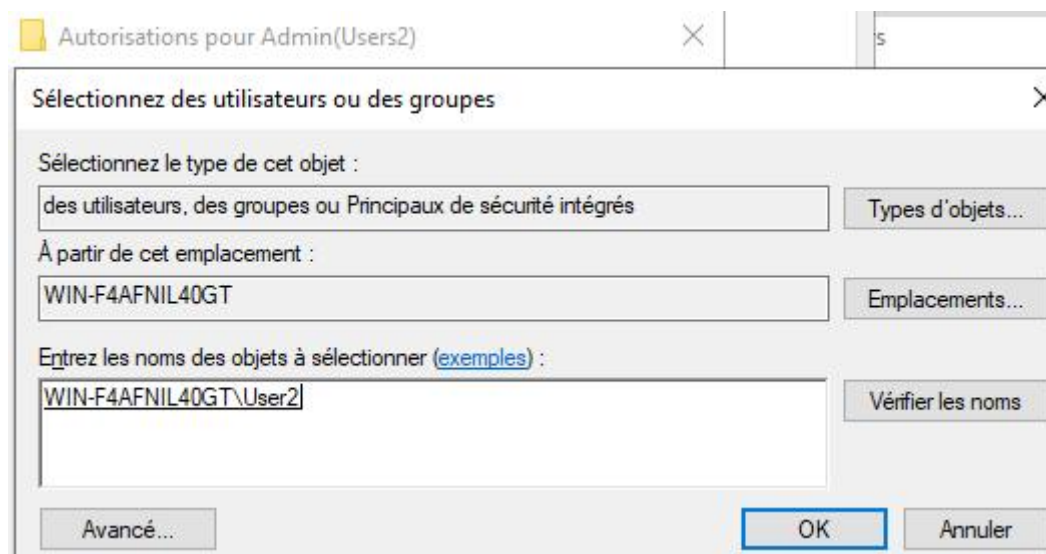 Autorisations pour Admin(Users2)
Sélectionnez des utilisateurs ou des groupes
Sélectionnez le type de cet objet :
des utilisateurs, des groupes ou Principaux de sécurité intégrés
Types d'objets...
À partir de cet emplacement :
WIN-F4AFNIL40GT
Emplacements...
Entrez les noms des objets à sélectionner (exemples) :
WIN-F4AFNIL40GT\User2
Vérifier les noms
Avancé...
OK
Annuler